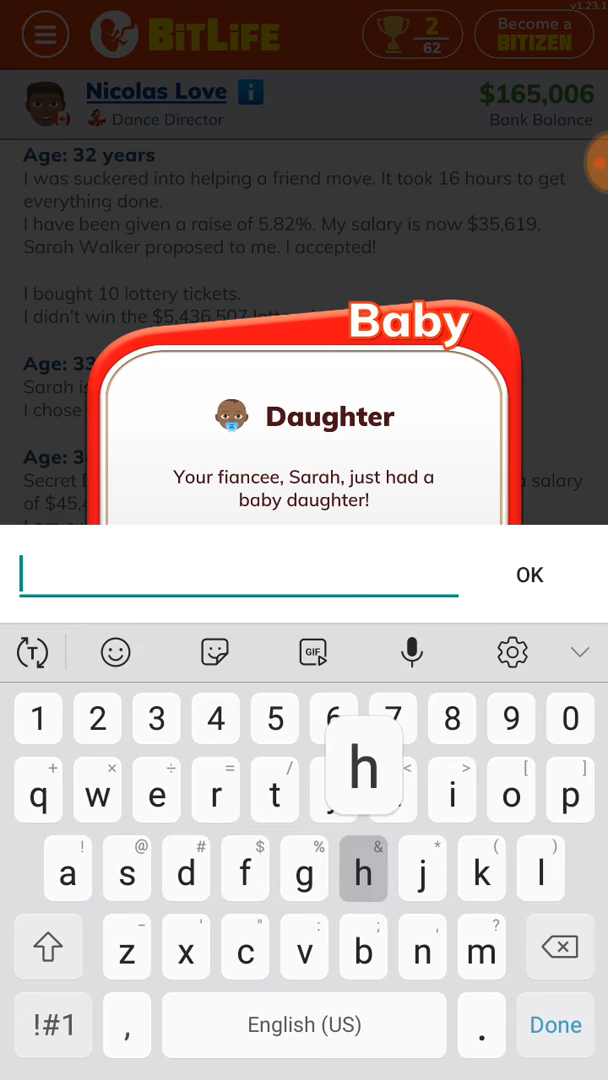 v1.23.1
BitLife
2
62
Become a
BITIZEN
Nicolas Love
$165,006
Dance Director
Bank Balance
Age: 32 years
I was suckered into helping a friend move. It took 16 hours to get
everything done.
I have been given a raise of 5.82%. My salary is now $35,619.
Sarah Walker proposed to me. I accepted!
I bought 10 lottery tickets.
I didn't win the $5,436,507
Baby
Age: 33
Sarah is
I chose
Daughter
Age: 3
Secret
salary
of $45,4
Your fiancee, Sarah, just had a
baby daughter!
OK
T
GIF
1 2 3 4 5 6 7 8 9 0
+ × ÷ = / < > [ ]
q w e r t i o p
h
! @ # $ % & * ( )
a s d f g h j k l
- ' " : ; , ?
z x c v b n m
!#1 , English (US) . Done